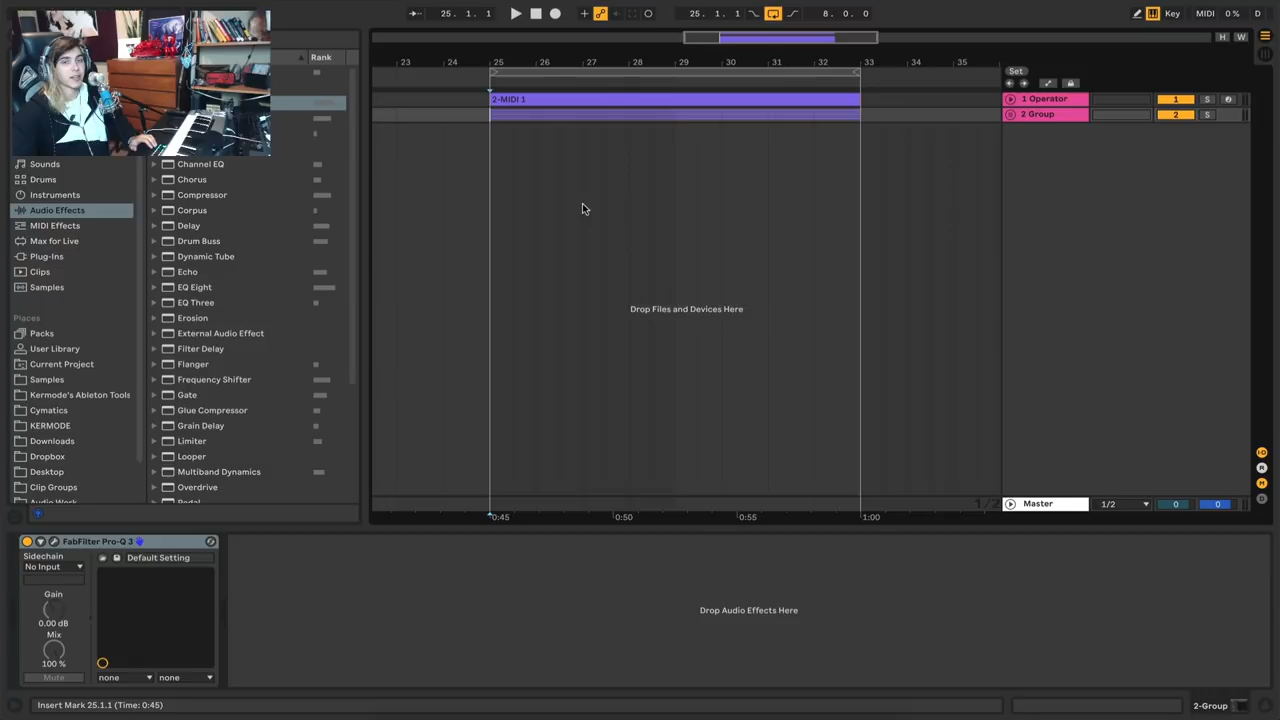 25. 1. 1
25. 1. 1
8. 0. 0
Key
MIDI
0 %
D
H
W
Rank
23
24
25
26
27
28
29
30
31
32
33
34
35
Set
2-MIDI 1
1 Operator
1
S
2 Group
2
S
Sounds
Drums
Instruments
Audio Effects
MIDI Effects
Max for Live
Plug-Ins
Clips
Samples
Places
Packs
User Library
Current Project
Samples
Kermode's Ableton Tools
Cymatics
KERMODE
Downloads
Dropbox
Desktop
Clip Groups
Audio Work
Channel EQ
Chorus
Compressor
Corpus
Delay
Drum Buss
Dynamic Tube
Echo
EQ Eight
EQ Three
Erosion
External Audio Effect
Filter Delay
Flanger
Frequency Shifter
Gate
Glue Compressor
Grain Delay
Limiter
Looper
Multiband Dynamics
Overdrive
Pedal
Drop Files and Devices Here
I·O
R
M
D
1/2
Master
1/2
0
0
0:45
0:50
0:55
1:00
FabFilter Pro-Q 3
Sidechain
No Input
Default Setting
Gain
0.00 dB
Mix
100 %
Mute
none
none
Drop Audio Effects Here
Insert Mark 25.1.1 (Time: 0:45)
2-Group